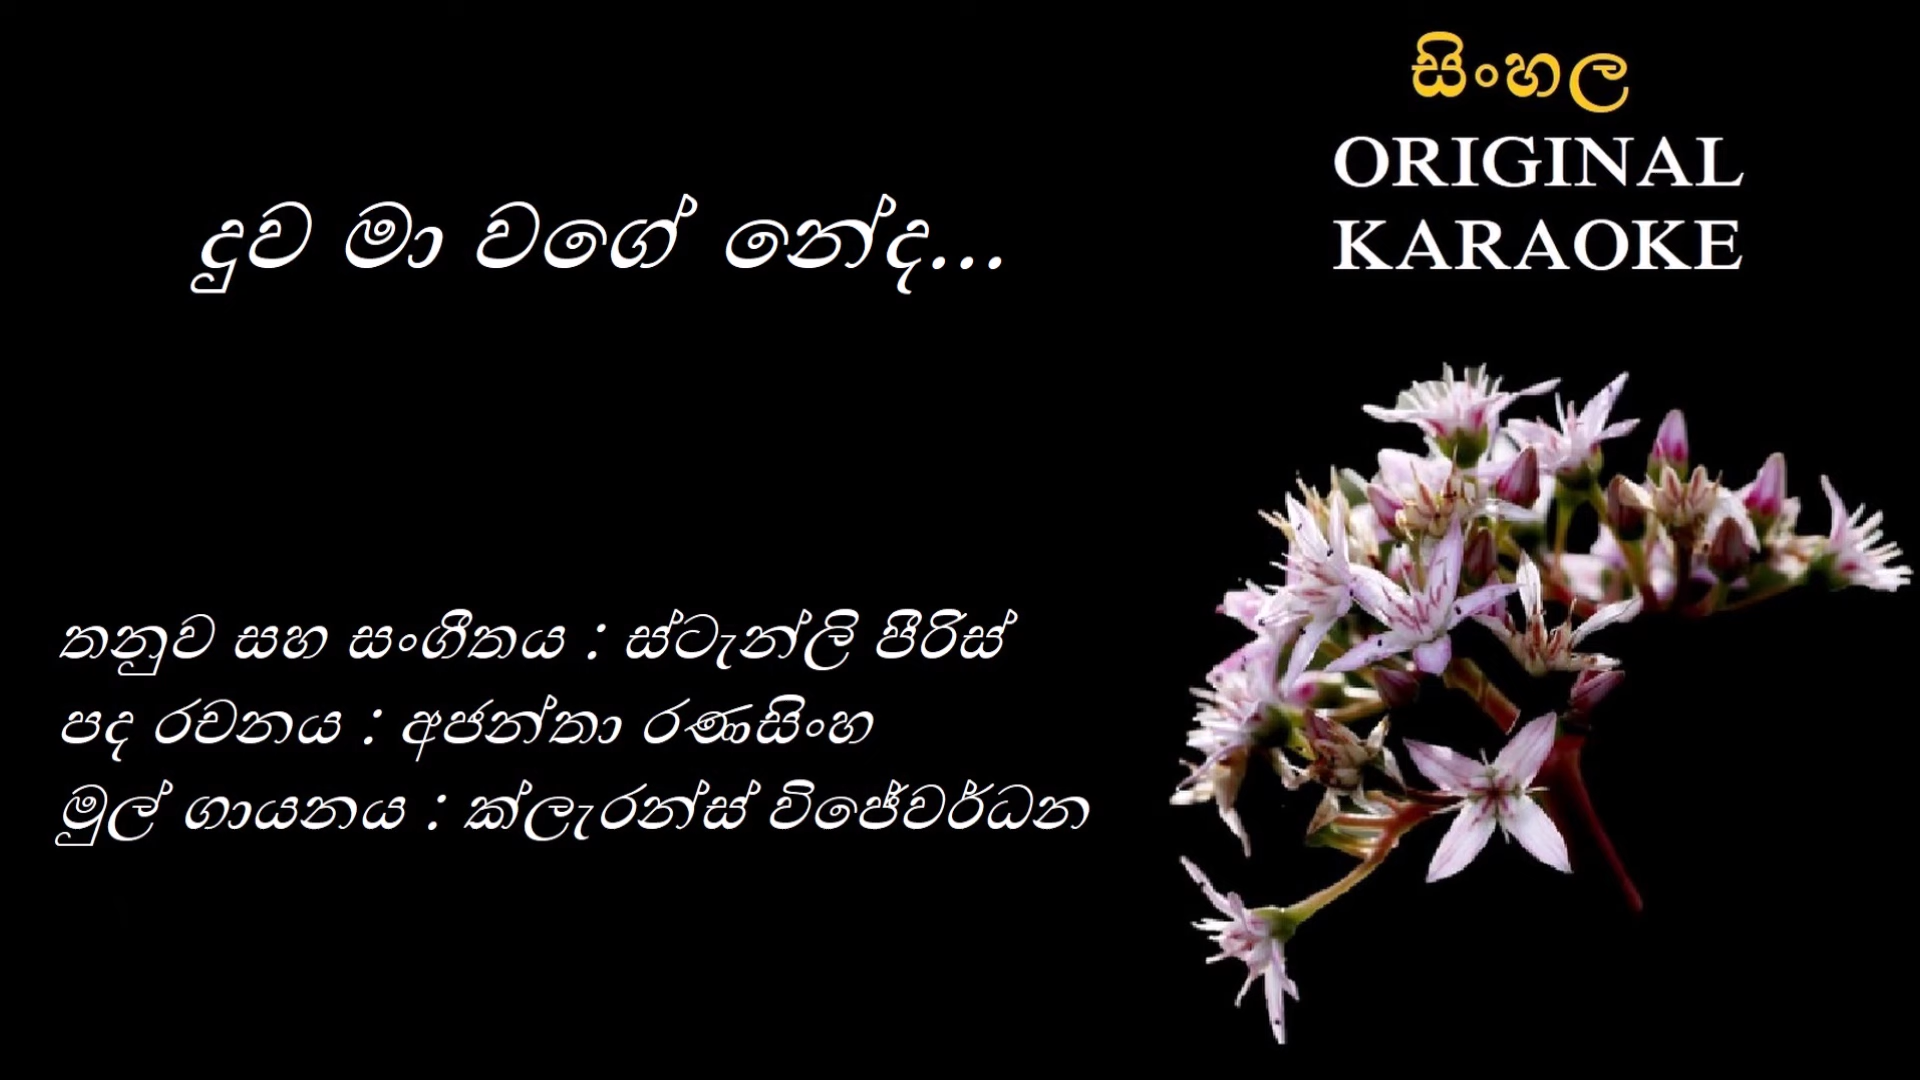 සිංහල
ORIGINAL
KARAOKE
දුව මා වගේ නේද...
තනුව සහ සංගීතය : ස්ටැන්ලි පීරිස්
පද රචනය : අජන්තා රණසිංහ
මුල් ගායනය : ක්ලැරන්ස් විජේවර්ධන